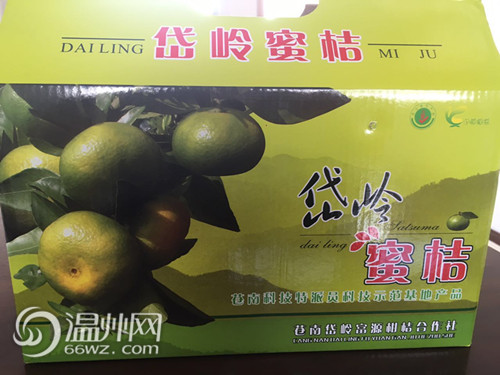 DAILING 岱岭蜜桔 MI JU
岱岭
dai ling Satsuma
蜜桔
苍南科技特派员科技示范基地产品
苍南岱岭富源柑桔合作社
温州网
66WZ.COM